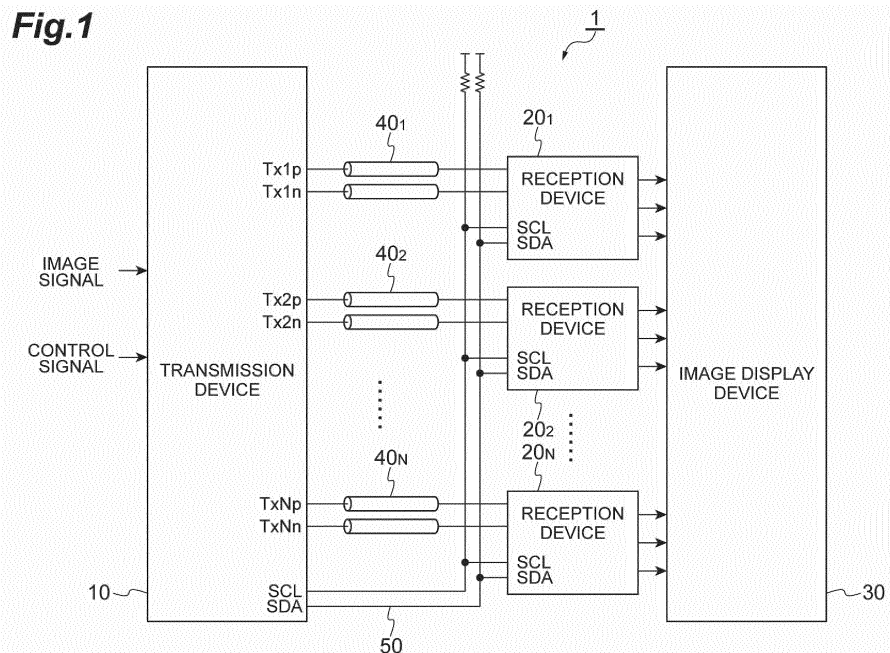 Fig.1
1
40₁
20₁
Tx1p
Tx1n
RECEPTION
DEVICE
SCL
SDA
IMAGE
SIGNAL
40₂
Tx2p
Tx2n
RECEPTION
DEVICE
SCL
SDA
CONTROL
SIGNAL
TRANSMISSION
DEVICE
IMAGE DISPLAY
DEVICE
20₂
40N
20N
TxNp
TxNn
RECEPTION
DEVICE
SCL
SDA
10
SCL
SDA
30
50